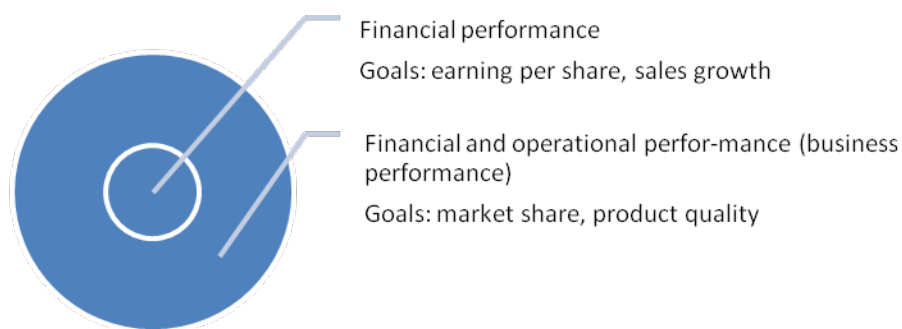 Financial performance
Goals: earning per share, sales growth
Financial and operational perfor-mance (business
performance)
Goals: market share, product quality